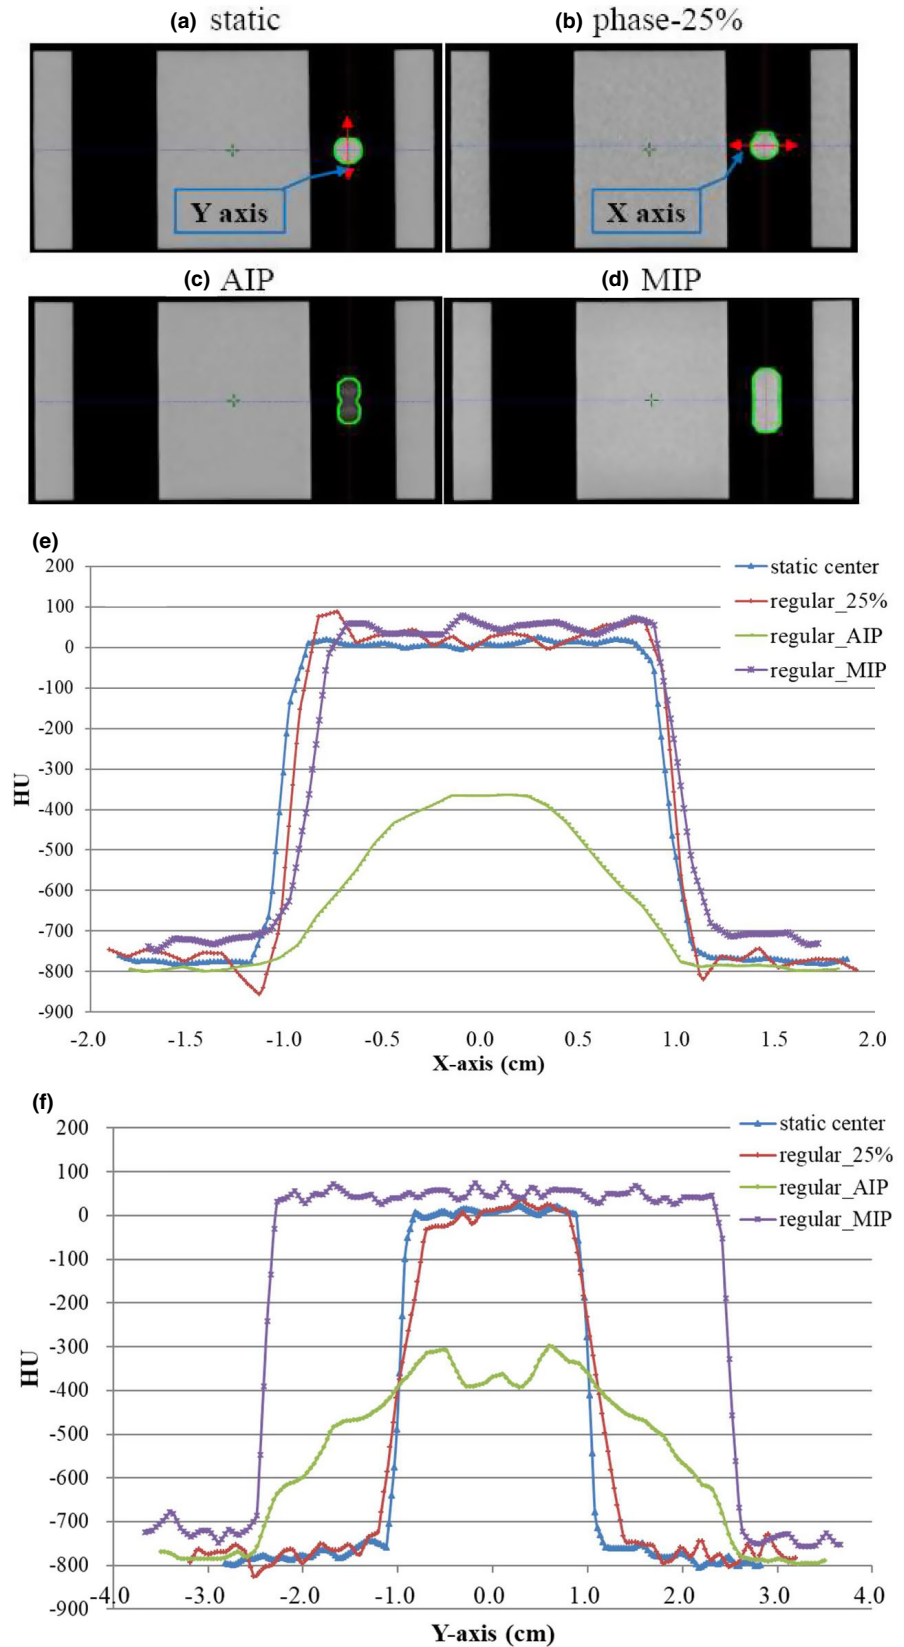 (a) static
(b) phase-25%
Y axis
X axis
(c) AIP
(d) MIP
(e)
200
100
0
-100
-200
-300
-400
-500
-600
-700
-800
-900
HU
-2.0 -1.5 -1.0 -0.5 0.0 0.5 1.0 1.5 2.0
X-axis (cm)
static center
regular_25%
regular_AIP
regular_MIP
(f)
200
100
0
-100
-200
-300
-400
-500
-600
-700
-800
-900
HU
-4.0 -3.0 -2.0 -1.0 0.0 1.0 2.0 3.0 4.0
Y-axis (cm)
static center
regular_25%
regular_AIP
regular_MIP